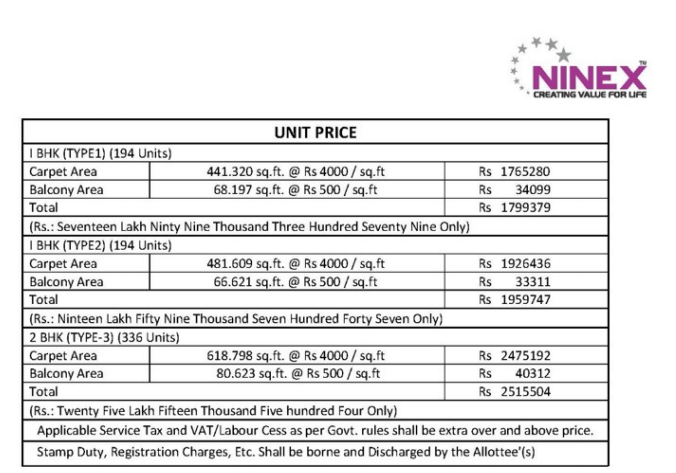 NINEX TM
CREATING VALUE FOR LIFE
UNIT PRICE
I BHK (TYPE1) (194 Units)
Carpet Area 441.320 sq.ft. @ Rs 4000 / sq.ft Rs 1765280
Balcony Area 68.197 sq.ft. @ Rs 500 / sq.ft Rs 34099
Total Rs 1799379
(Rs.: Seventeen Lakh Ninty Nine Thousand Three Hundred Seventy Nine Only)
I BHK (TYPE2) (194 Units)
Carpet Area 481.609 sq.ft. @ Rs 4000 / sq.ft Rs 1926436
Balcony Area 66.621 sq.ft. @ Rs 500 / sq.ft Rs 33311
Total Rs 1959747
(Rs.: Ninteen Lakh Fifty Nine Thousand Seven Hundred Forty Seven Only)
2 BHK (TYPE-3) (336 Units)
Carpet Area 618.798 sq.ft. @ Rs 4000 / sq.ft Rs 2475192
Balcony Area 80.623 sq.ft. @ Rs 500 / sq.ft Rs 40312
Total Rs 2515504
(Rs.: Twenty Five Lakh Fifteen Thousand Five hundred Four Only)
Applicable Service Tax and VAT/Labour Cess as per Govt. rules shall be extra over and above price.
Stamp Duty, Registration Charges, Etc. Shall be borne and Discharged by the Allottee'(s)